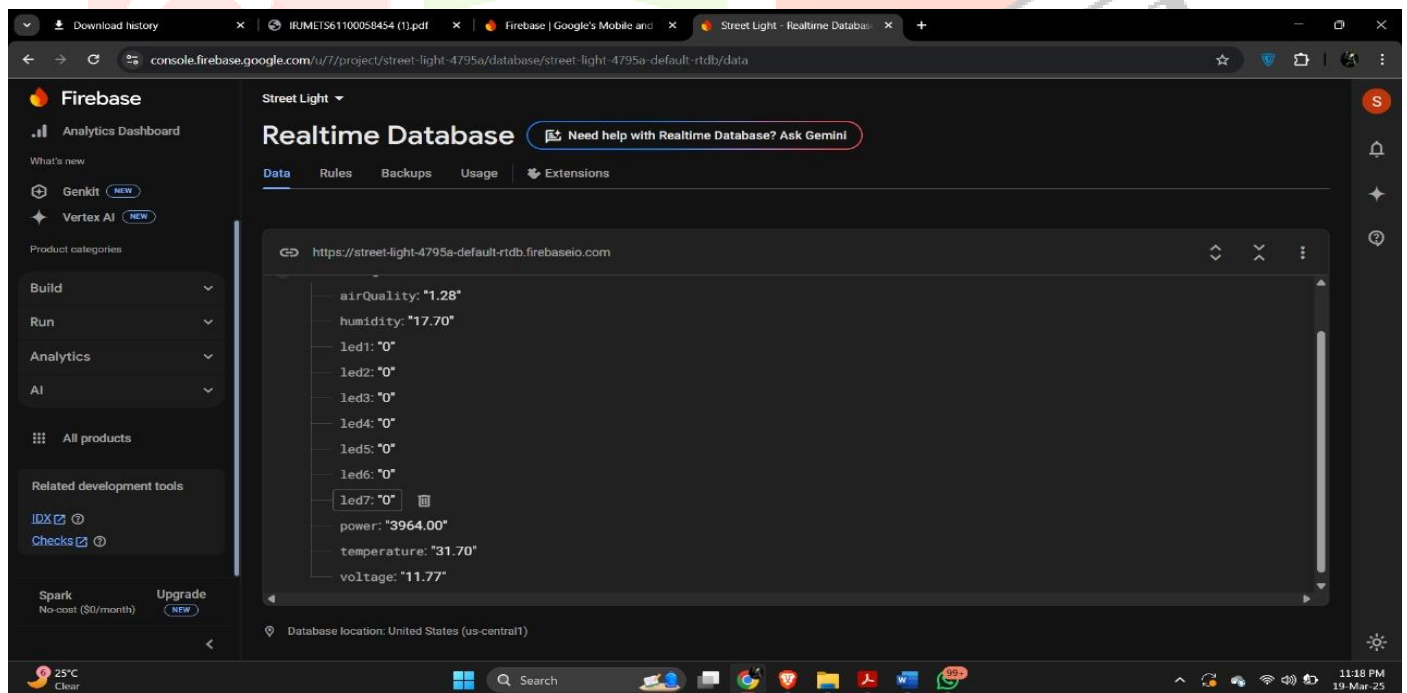 Download history
IRJMETS61100058454 (1).pdf
Firebase | Google's Mobile and
Street Light - Realtime Databas
console.firebase.google.com/u/7/project/street-light-4795a/database/street-light-4795a-default-rtdb/data
Firebase
Analytics Dashboard
What's new
Genkit NEW
Vertex AI NEW
Product categories
Build
Run
Analytics
AI
All products
Related development tools
IDX
Checks
Spark
No-cost ($0/month)
Upgrade
NEW
Street Light
Realtime Database
Need help with Realtime Database? Ask Gemini
Data Rules Backups Usage Extensions
https://street-light-4795a-default-rtdb.firebaseio.com
airQuality: "1.28"
humidity: "17.70"
led1: "0"
led2: "0"
led3: "0"
led4: "0"
led5: "0"
led6: "0"
led7: "0"
power: "3964.00"
temperature: "31.70"
voltage: "11.77"
Database location: United States (us-central1)
S
6
25°C
Clear
Search
99+
11:18 PM
19-Mar-25